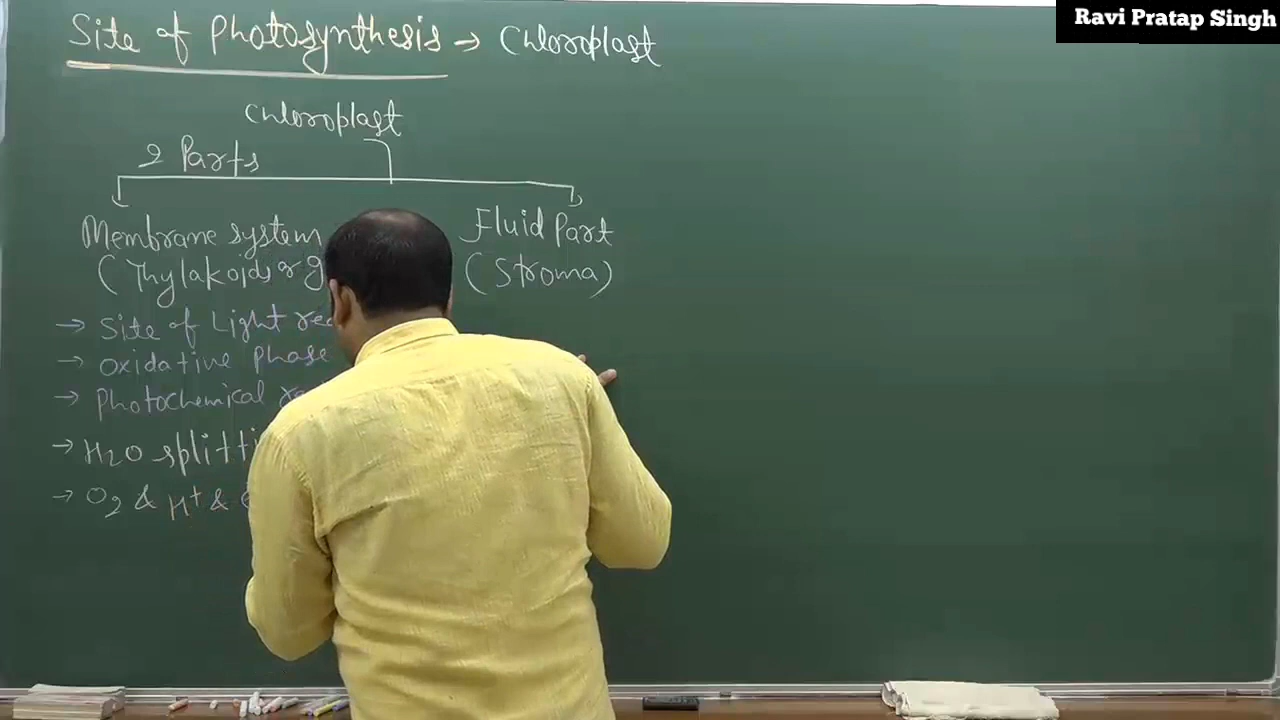 Ravi Pratap Singh
Site of Photosynthesis → Chloroplast
Chloroplast
2 Parts
Membrane system
(Thylakoids or
Fluid Part
(Stroma)
→ Site of Light
→ Oxidative Phase
→ Photochemical
→ H2O
→ O2 & H+ &